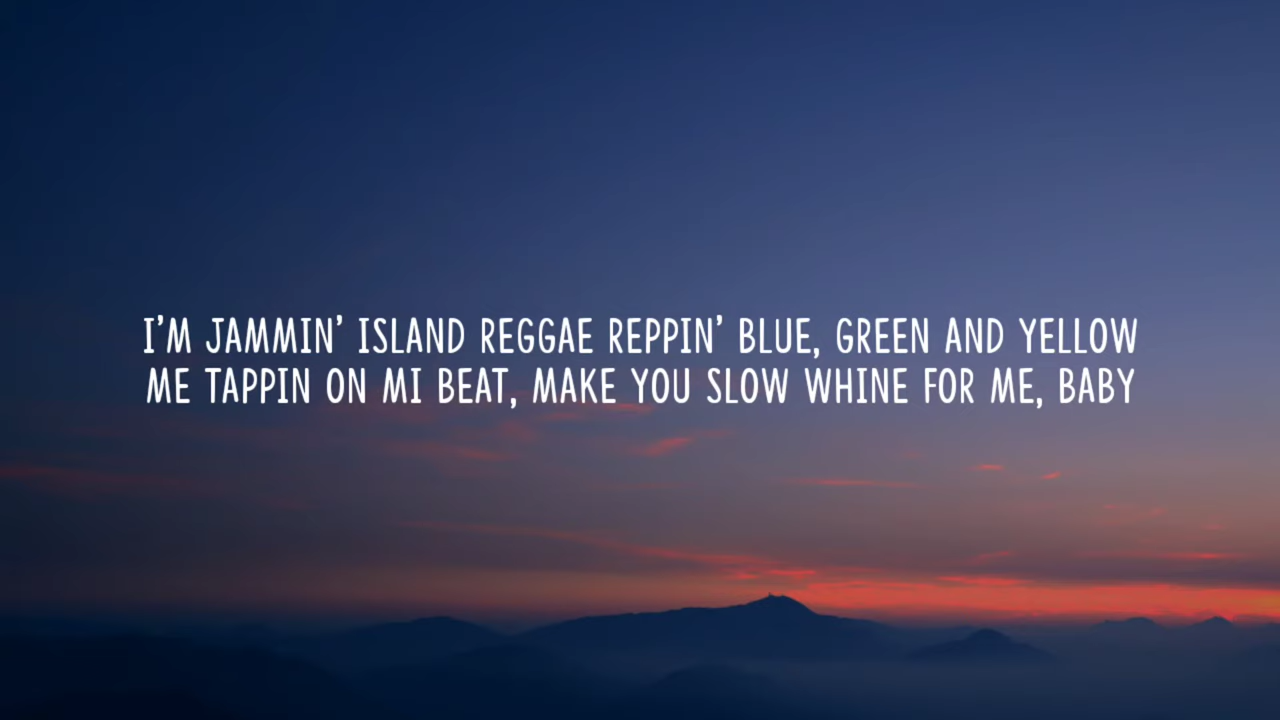 I'M JAMMIN' ISLAND REGGAE REPPIN' BLUE, GREEN AND YELLOW
ME TAPPIN ON MI BEAT, MAKE YOU SLOW WHINE FOR ME, BABY